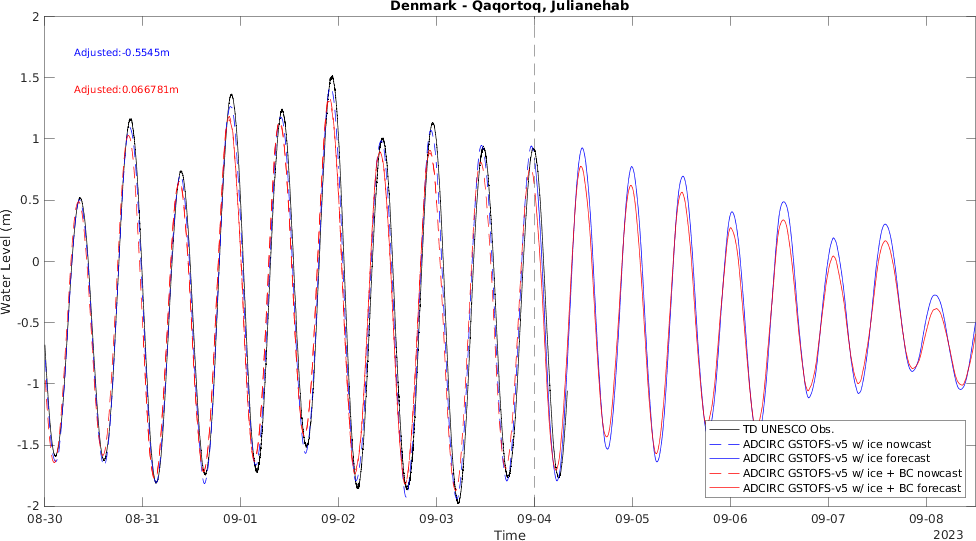 Denmark - Qaqortoq, Julianehab
Adjusted:-0.5545m
Adjusted:0.066781m
Water Level (m)
2
1.5
1
0.5
0
-0.5
-1
-1.5
-2
TD UNESCO Obs.
ADCIRC GSTOFS-v5 w/ ice nowcast
ADCIRC GSTOFS-v5 w/ ice forecast
ADCIRC GSTOFS-v5 w/ ice + BC nowcast
ADCIRC GSTOFS-v5 w/ ice + BC forecast
08-30 08-31 09-01 09-02 09-03 09-04 09-05 09-06 09-07 09-08
2023
Time